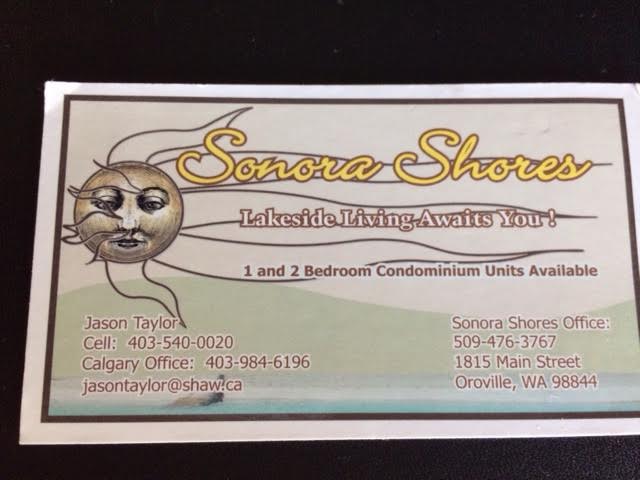 Sonora Shores
Lakeside Living Awaits You !
1 and 2 Bedroom Condominium Units Available
Jason Taylor
Cell: 403-540-0020
Calgary Office: 403-984-6196
jasontaylor@shaw.ca
Sonora Shores Office:
509-476-3767
1815 Main Street
Oroville, WA 98844